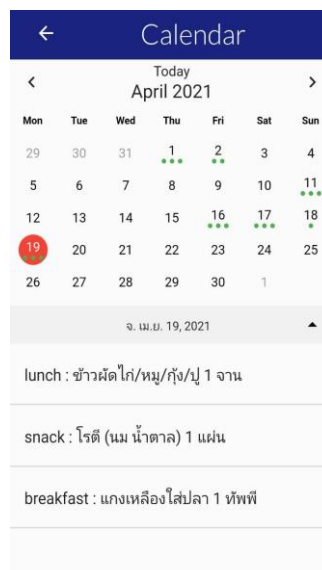 Calendar
Today
April 2021
Mon Tue Wed Thu Fri Sat Sun
29 30 31 1 2 3 4
5 6 7 8 9 10 11
12 13 14 15 16 17 18
19 20 21 22 23 24 25
26 27 28 29 30 1
จ. เม.ย. 19, 2021
lunch : ข้าวผัดไก่/หมู/กุ้ง/ปู 1 จาน
snack : โรตี (นม น้ำตาล) 1 แผ่น
breakfast : แกงเหลืองใส่ปลา 1 ทัพพี